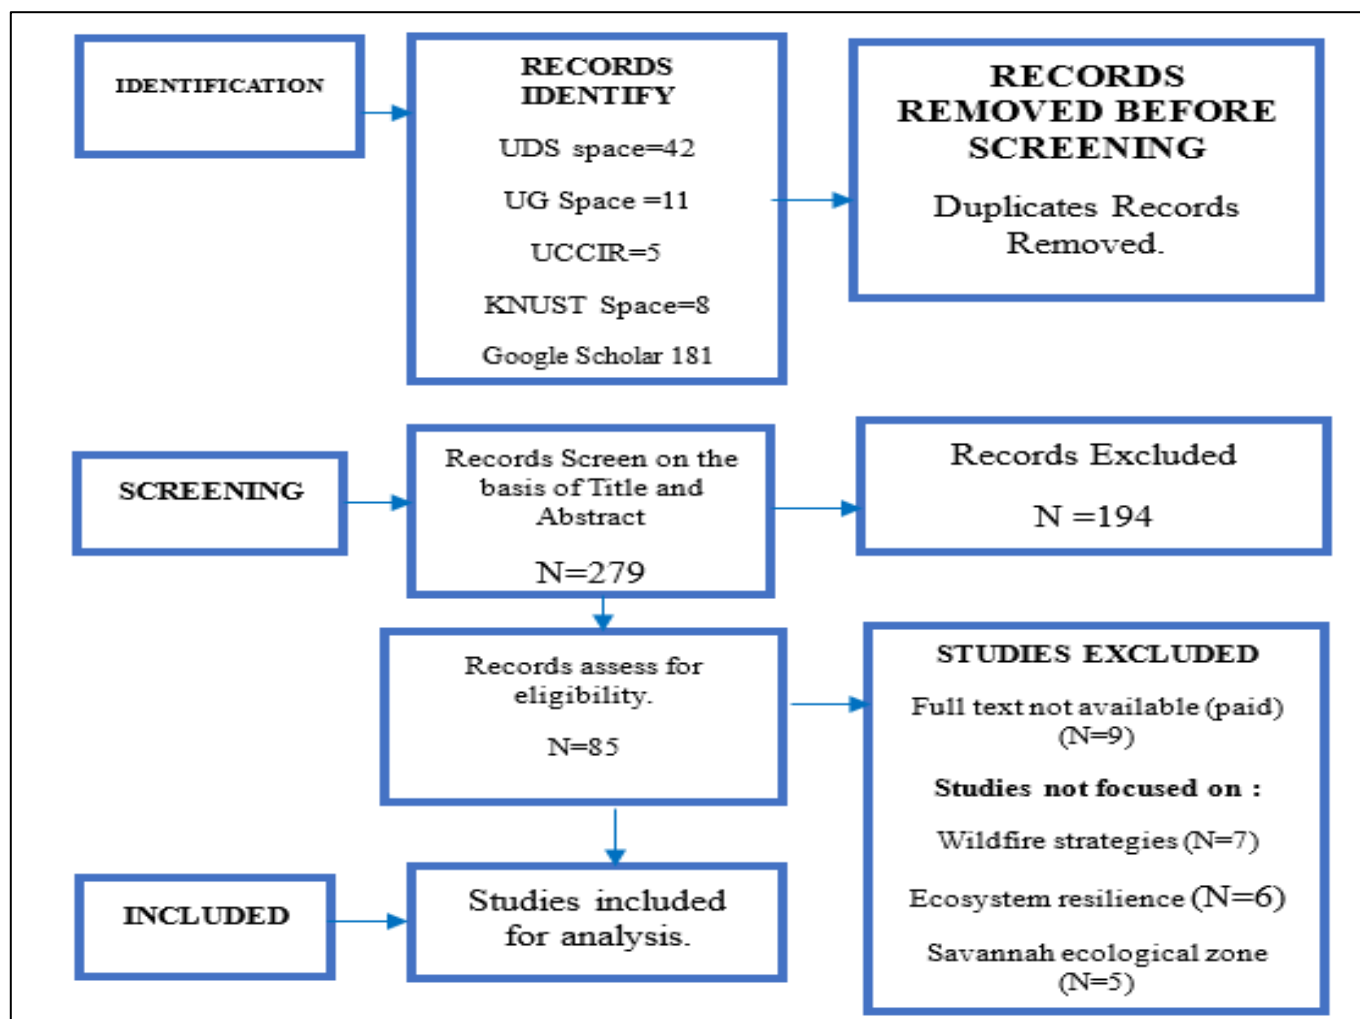 IDENTIFICATION
RECORDS
IDENTIFY
UDS space=42
UG Space =11
UCCIR=5
KNUST Space=8
Google Scholar 181
RECORDS
REMOVED BEFORE
SCREENING
Duplicates Records
Removed.
SCREENING
Records Screen on the
basis of Title and
Abstract
N=279
Records Excluded
N =194
Records assess for
eligibility.
N=85
STUDIES EXCLUDED
Full text not available (paid)
(N=9)
Studies not focused on :
Wildfire strategies (N=7)
Ecosystem resilience (N=6)
Savannah ecological zone
(N=5)
INCLUDED
Studies included
for analysis.